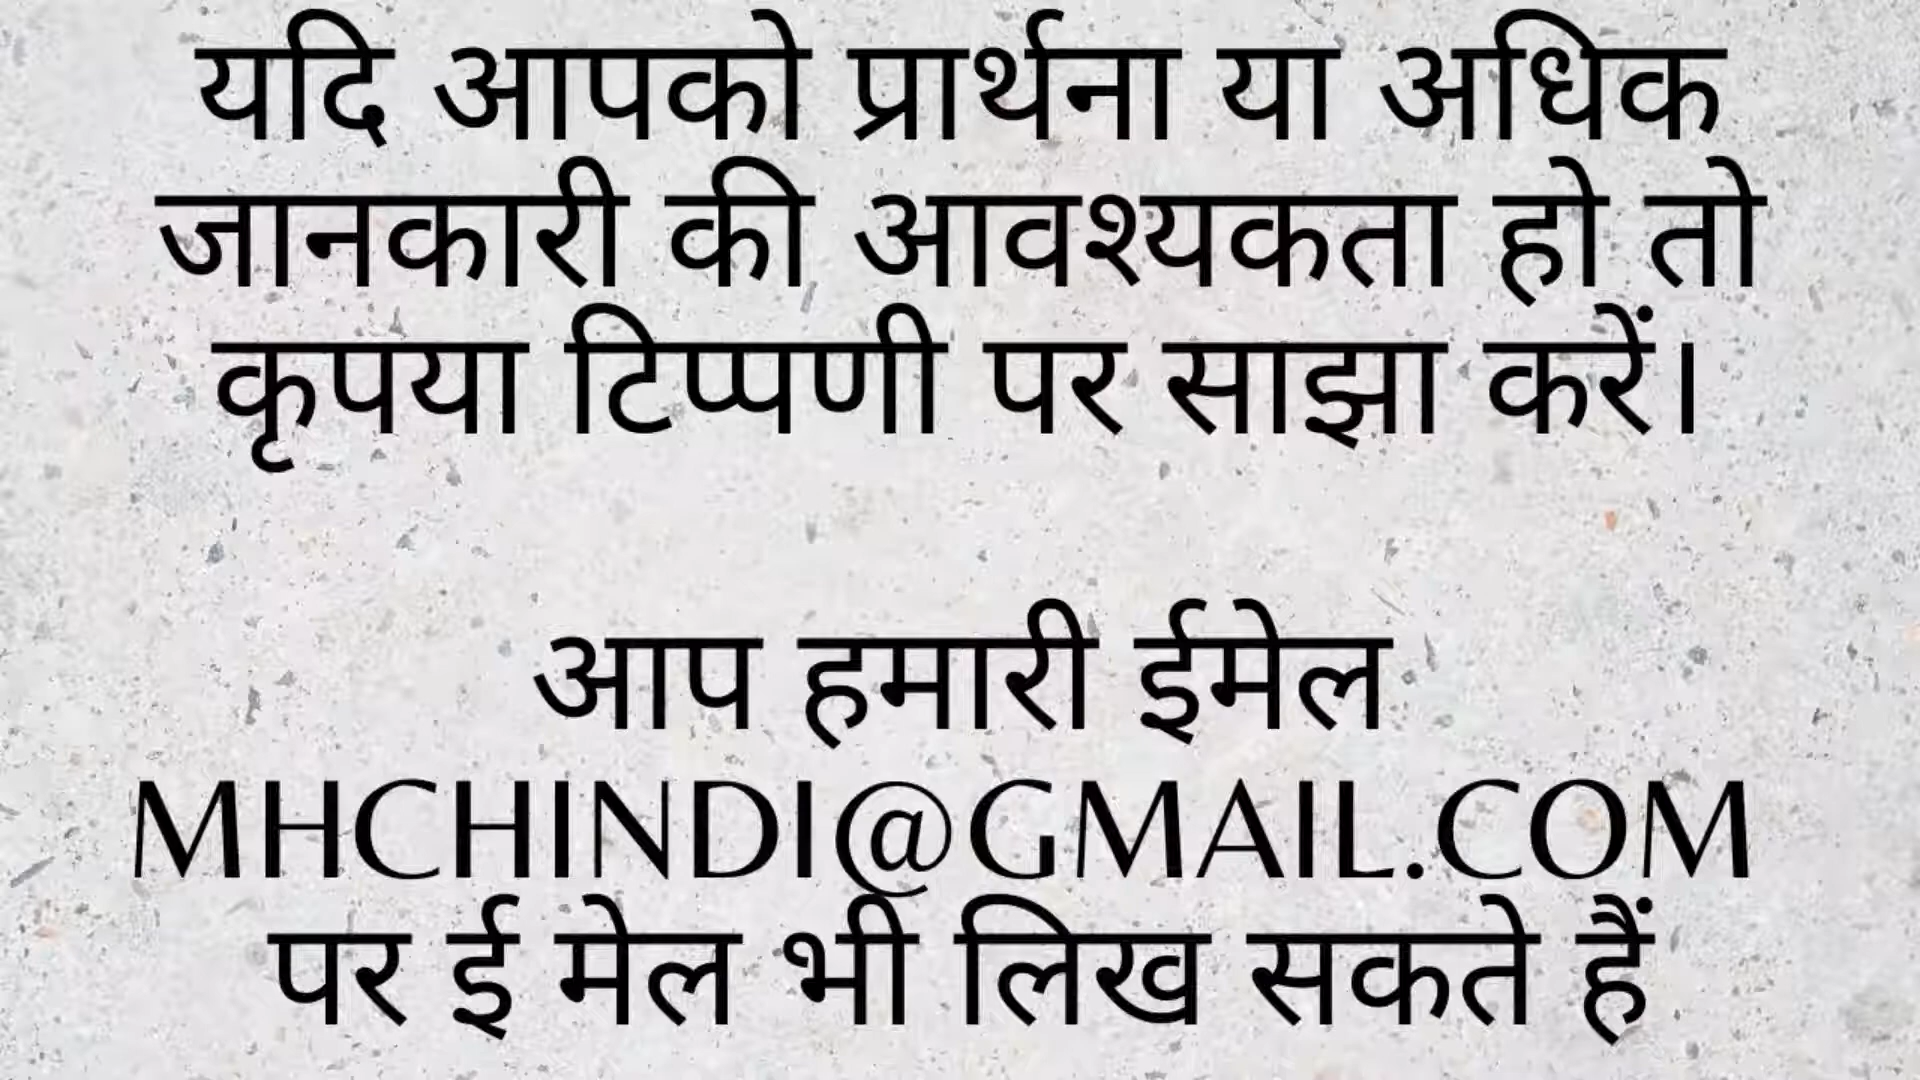 यदि आपको प्रार्थना या अधिक
जानकारी की आवश्यकता हो तो
कृपया टिप्पणी पर साझा करें।
आप हमारी ईमेल
MHCHINDI@GMAIL.COM
पर ई मेल भी लिख सकते हैं